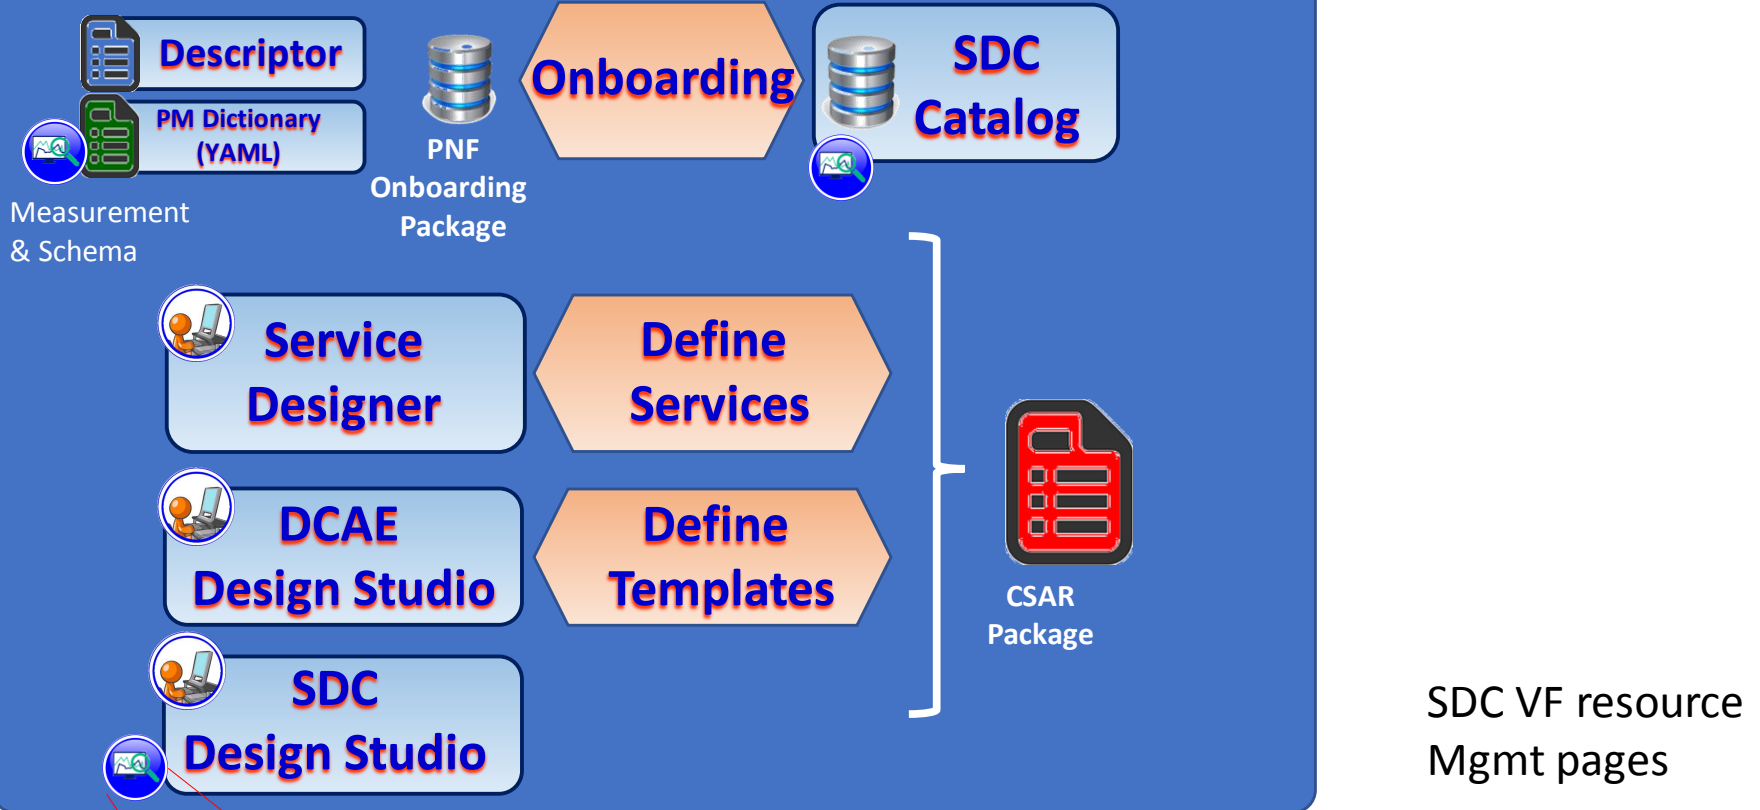 Descriptor
PM Dictionary
(YAML)
Measurement
& Schema
PNF
Onboarding
Package
Onboarding
SDC
Catalog
Service
Designer
Define
Services
DCAE
Design Studio
Define
Templates
SDC
Design Studio
CSAR
Package
SDC VF resource
Mgmt pages